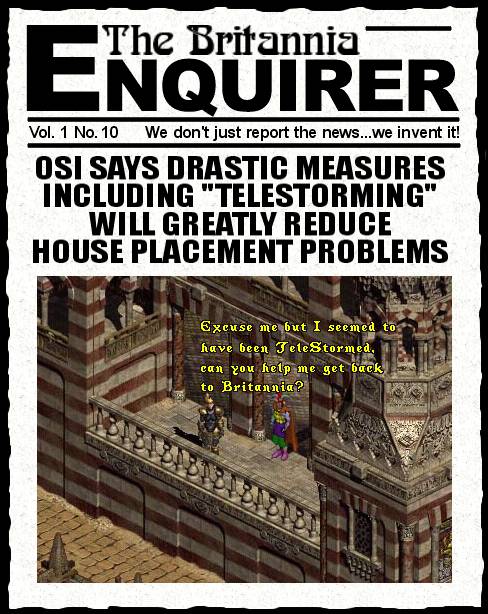 The Britannia
ENQUIRER
Vol. 1 No. 10 We don't just report the news...we invent it!
OSI SAYS DRASTIC MEASURES
INCLUDING "TELESTORMING"
WILL GREATLY REDUCE
HOUSE PLACEMENT PROBLEMS
Excuse me but I seemed to
have been TeleStormed,
can you help me get back
to Britannia?